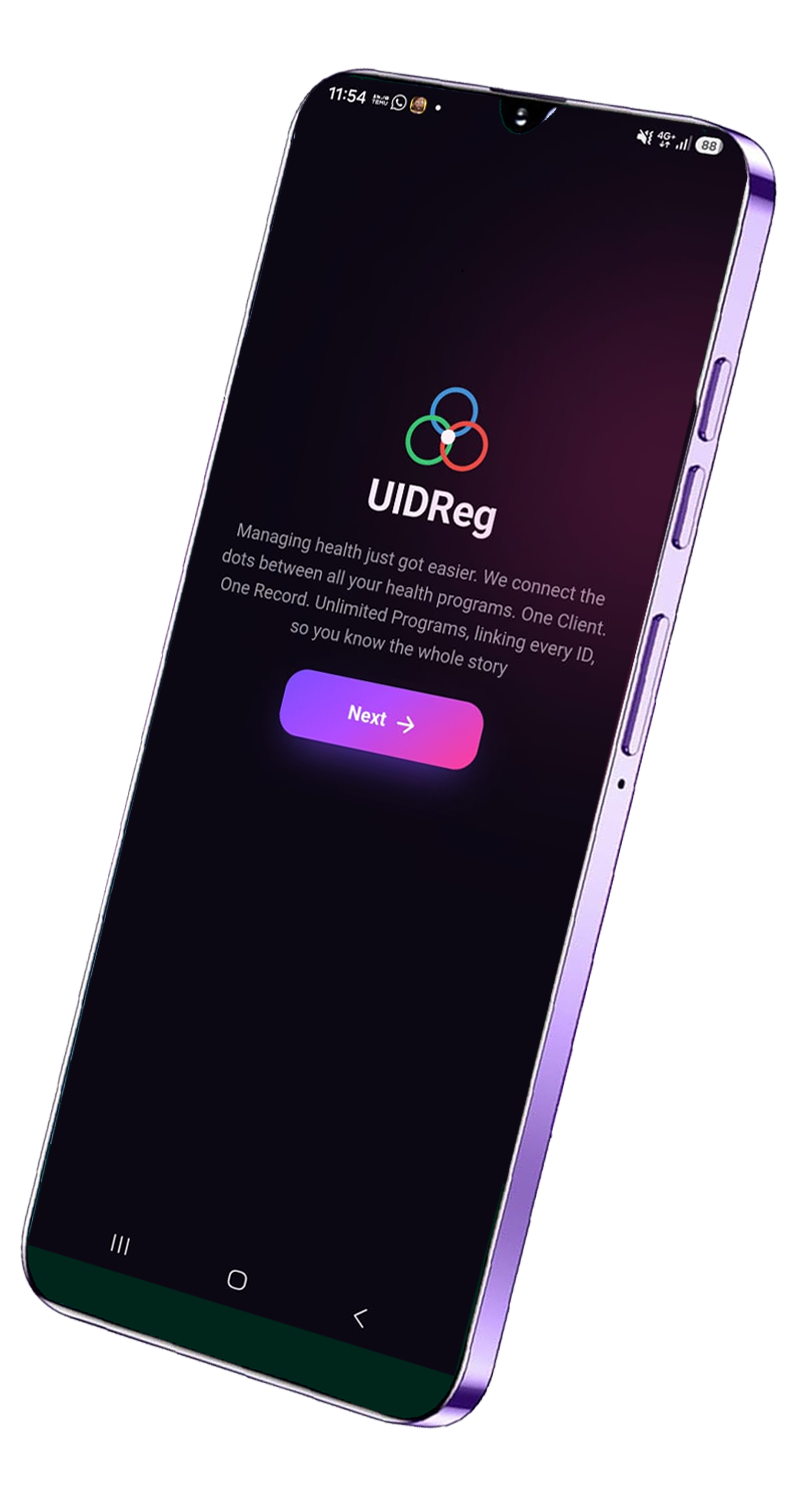 11:54
TEMU
4G+
88
UIDReg
Managing health just got easier. We connect the
dots between all your health programs. One Client.
One Record. Unlimited Programs, linking every ID,
so you know the whole story
Next